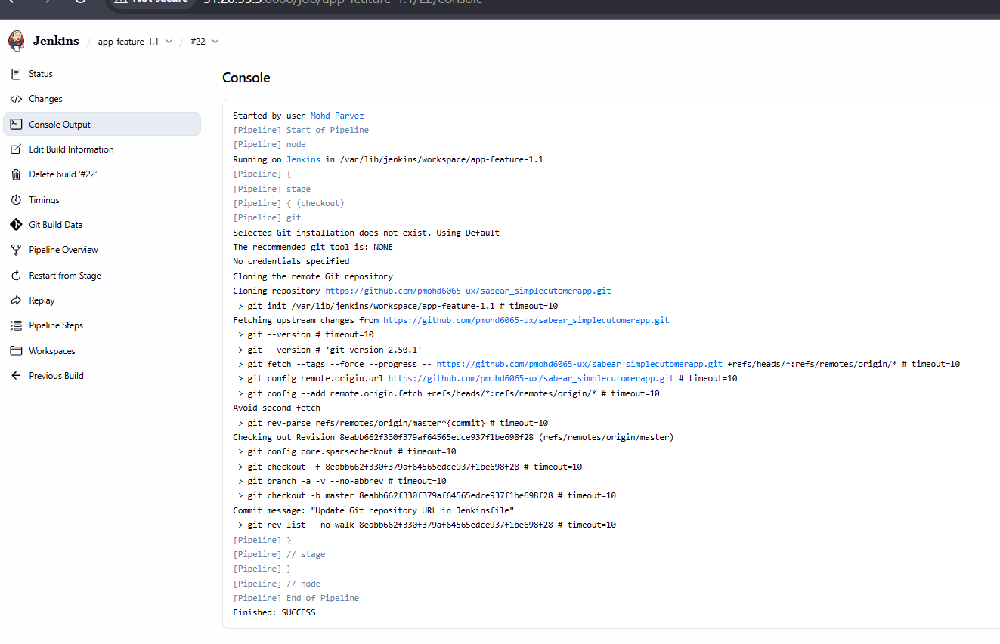 Not secure
:8080/job/app-feature-1.1/22/console
Jenkins / app-feature-1.1 / #22
Status
Changes
Console Output
Edit Build Information
Delete build ‘#22’
Timings
Git Build Data
Pipeline Overview
Restart from Stage
Replay
Pipeline Steps
Workspaces
Previous Build
Console
Started by user Mohd Parvez
[Pipeline] Start of Pipeline
[Pipeline] node
Running on Jenkins in /var/lib/jenkins/workspace/app-feature-1.1
[Pipeline] {
[Pipeline] stage
[Pipeline] { (checkout)
[Pipeline] git
Selected Git installation does not exist. Using Default
The recommended git tool is: NONE
No credentials specified
Cloning the remote Git repository
Cloning repository https://github.com/pmohd6065-ux/sabear_simplecutomerapp.git
> git init /var/lib/jenkins/workspace/app-feature-1.1 # timeout=10
Fetching upstream changes from https://github.com/pmohd6065-ux/sabear_simplecutomerapp.git
> git --version # timeout=10
> git --version # 'git version 2.50.1'
> git fetch --tags --force --progress -- https://github.com/pmohd6065-ux/sabear_simplecutomerapp.git +refs/heads/*:refs/remotes/origin/* # timeout=10
> git config remote.origin.url https://github.com/pmohd6065-ux/sabear_simplecutomerapp.git # timeout=10
> git config --add remote.origin.fetch +refs/heads/*:refs/remotes/origin/* # timeout=10
Avoid second fetch
> git rev-parse refs/remotes/origin/master^{commit} # timeout=10
Checking out Revision 8eabb662f330f379af64565edce937f1be698f28 (refs/remotes/origin/master)
> git config core.sparsecheckout # timeout=10
> git checkout -f 8eabb662f330f379af64565edce937f1be698f28 # timeout=10
> git branch -a -v --no-abbrev # timeout=10
> git checkout -b master 8eabb662f330f379af64565edce937f1be698f28 # timeout=10
Commit message: "Update Git repository URL in Jenkinsfile"
> git rev-list --no-walk 8eabb662f330f379af64565edce937f1be698f28 # timeout=10
[Pipeline] }
[Pipeline] // stage
[Pipeline] }
[Pipeline] // node
[Pipeline] End of Pipeline
Finished: SUCCESS